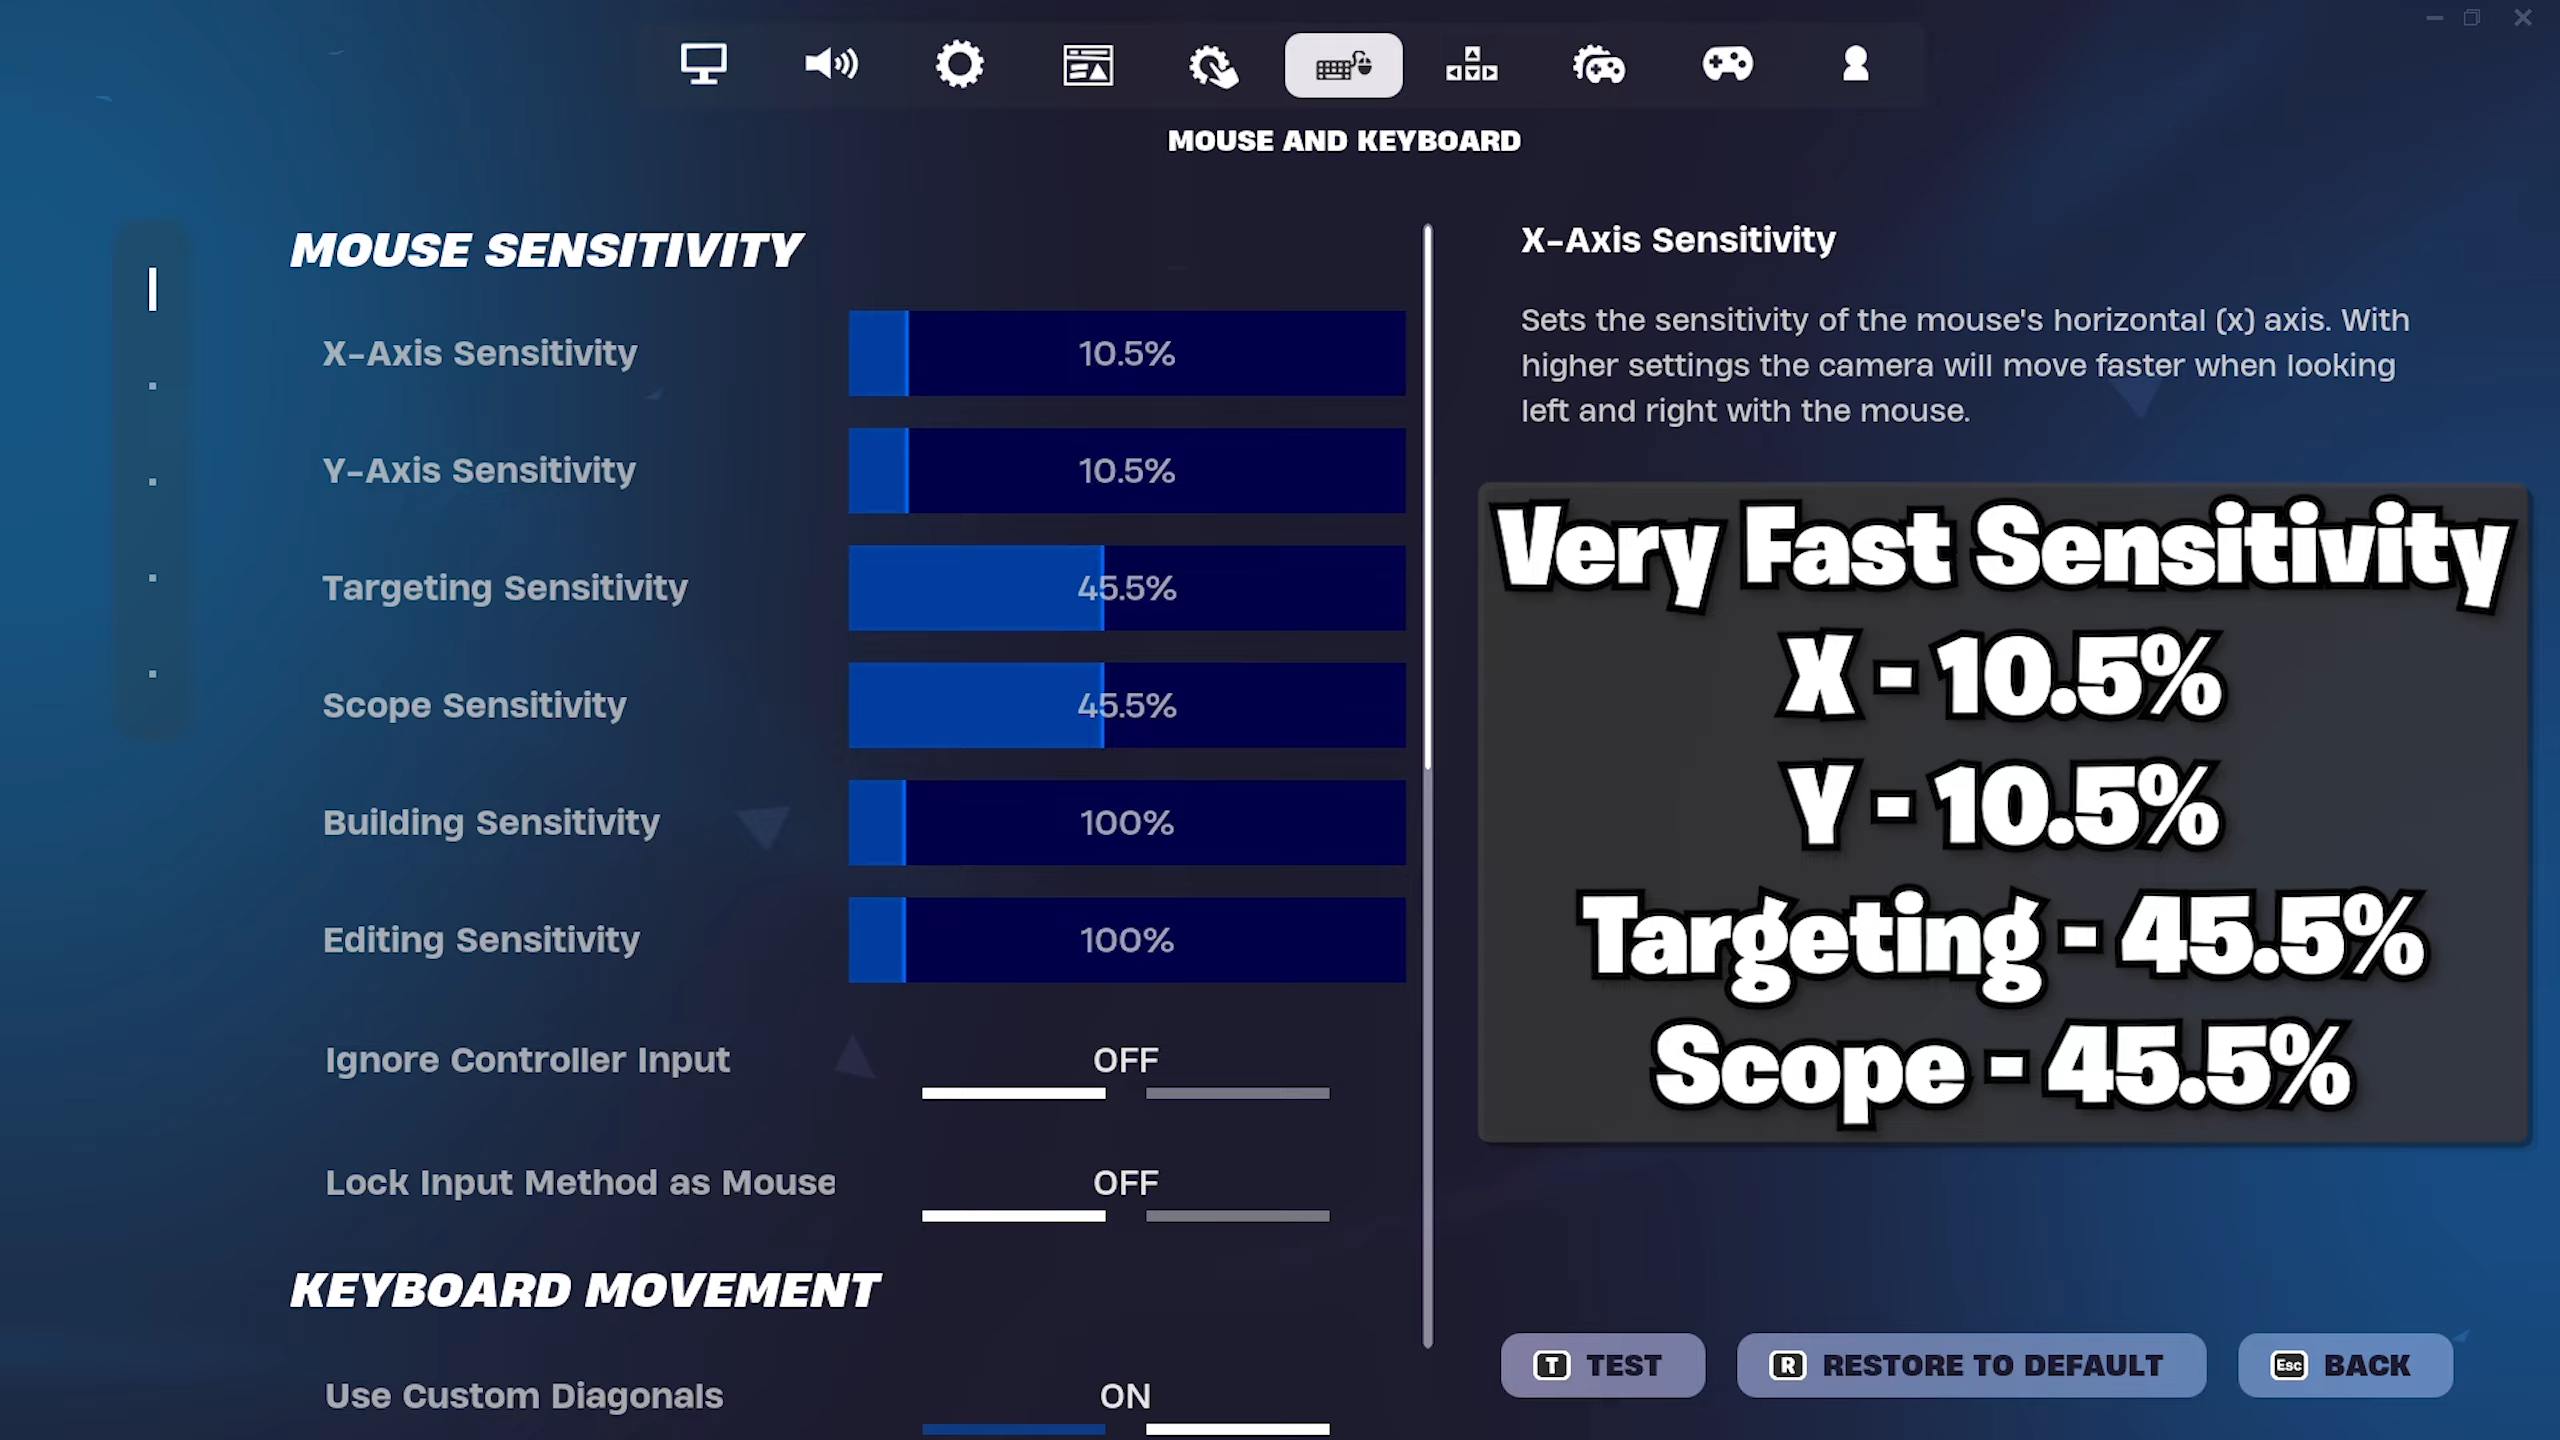 MOUSE AND KEYBOARD
MOUSE SENSITIVITY
X-Axis Sensitivity 10.5%
Y-Axis Sensitivity 10.5%
Targeting Sensitivity 45.5%
Scope Sensitivity 45.5%
Building Sensitivity 100%
Editing Sensitivity 100%
Ignore Controller Input OFF
Lock Input Method as Mouse OFF
KEYBOARD MOVEMENT
Use Custom Diagonals ON
X-Axis Sensitivity
Sets the sensitivity of the mouse's horizontal (x) axis. With
higher settings the camera will move faster when looking
left and right with the mouse.
Very Fast Sensitivity
X - 10.5%
Y - 10.5%
Targeting - 45.5%
Scope - 45.5%
T TEST
R RESTORE TO DEFAULT
Esc BACK